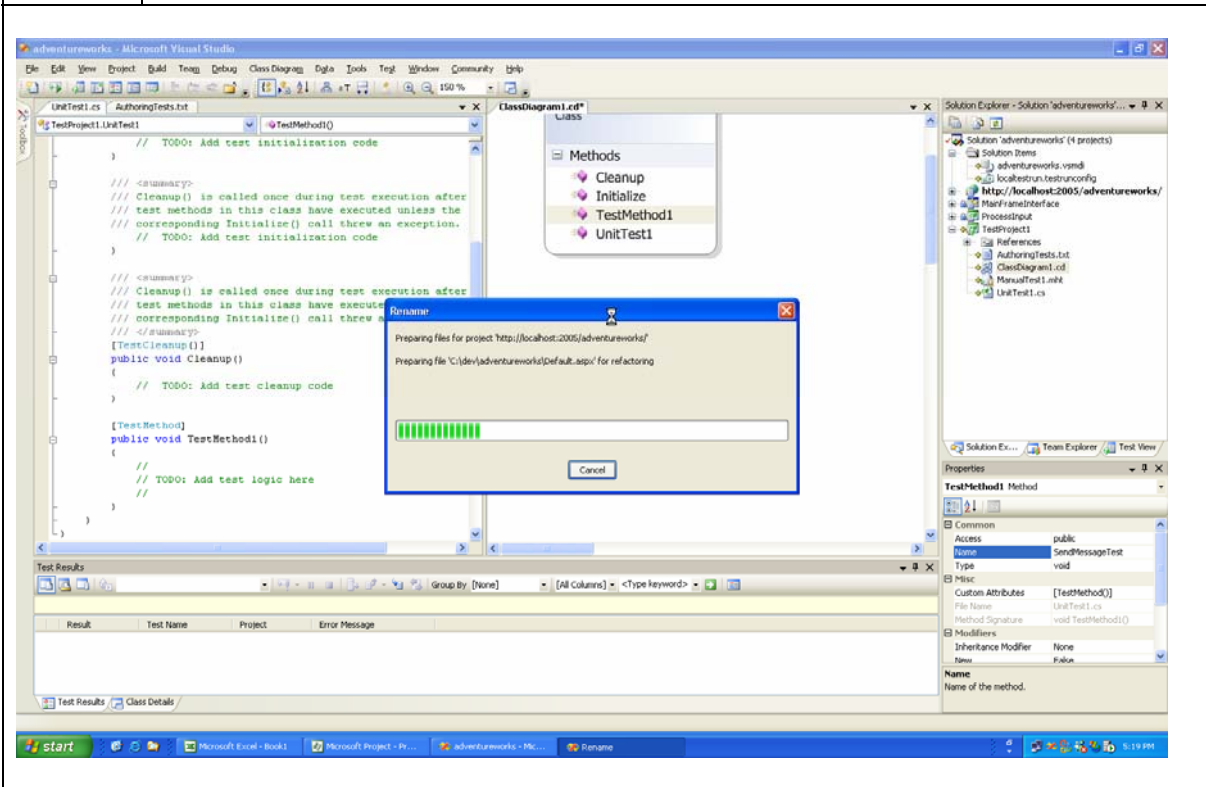 adventureworks - Microsoft Visual Studio
File Edit View Project Build Team Debug Class Diagram Data Tools Test Window Community Help
150 %
Toolbox
UnitTest1.cs AuthoringTests.txt
TestProject1.UnitTest1 TestMethod1()
// TODO: Add test initialization code
}
/// <summary>
/// Cleanup() is called once during test execution after
/// test methods in this class have executed unless the
/// corresponding Initialize() call threw an exception.
// TODO: Add test initialization code
}
/// <summary>
/// Cleanup() is called once during test execution after
/// test methods in this class have execute
/// corresponding Initialize() call threw a
/// </summary>
[TestCleanup()]
public void Cleanup()
{
// TODO: Add test cleanup code
}
[TestMethod]
public void TestMethod1()
{
//
// TODO: Add test logic here
//
}
}
}
ClassDiagram1.cd*
Class
Methods
Cleanup
Initialize
TestMethod1
UnitTest1
Rename
Preparing files for project 'http://localhost:2005/adventureworks/'
Preparing file 'C:\dev\adventureworks\Default.aspx' for refactoring
Cancel
Solution Explorer - Solution 'adventureworks'...
Solution 'adventureworks' (4 projects)
Solution Items
adventureworks.vsmdi
localtestrun.testrunconfig
http://localhost:2005/adventureworks/
MainFrameInterface
ProcessInput
TestProject1
References
AuthoringTests.txt
ClassDiagram1.cd
ManualTest1.mht
UnitTest1.cs
Solution Ex... Team Explorer Test View
Properties
TestMethod1 Method
Common
Access public
Name SendMessageTest
Type void
Misc
Custom Attributes [TestMethod()]
File Name UnitTest1.cs
Method Signature void TestMethod1()
Modifiers
Inheritance Modifier None
New False
Name
Name of the method.
Test Results
Group By [None] [All Columns] <Type keyword>
Result Test Name Project Error Message
Test Results Class Details
start Microsoft Excel - Book1 Microsoft Project - Pr... adventureworks - Mic... Rename 5:19 PM